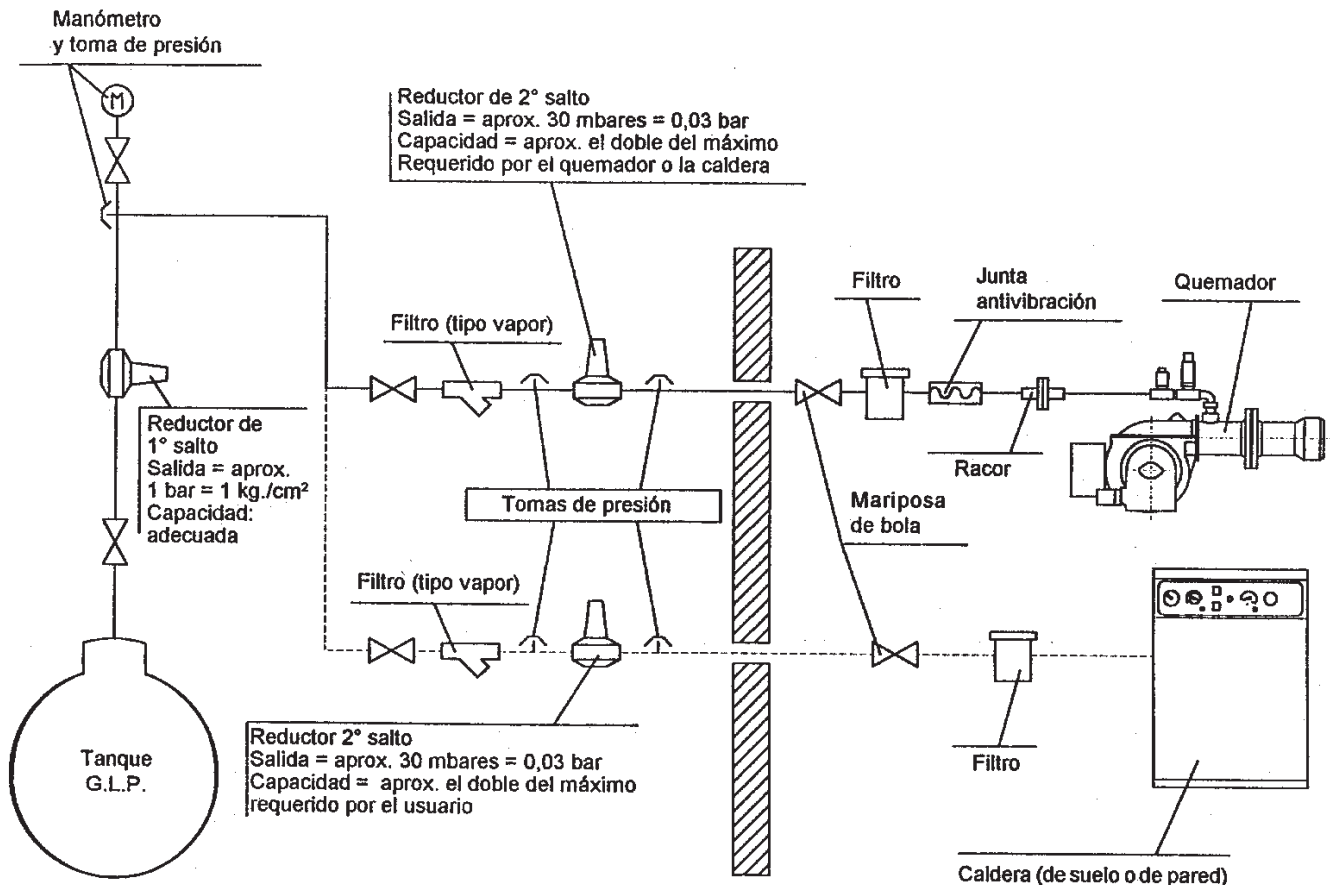 Manómetro
y toma de presión
M
Reductor de 2° salto
Salida = aprox. 30 mbares = 0,03 bar
Capacidad = aprox. el doble del máximo
Requerido por el quemador o la caldera
Filtro
Junta
antivibración
Quemador
Filtro (tipo vapor)
Reductor de
1° salto
Salida = aprox.
1 bar = 1 kg./cm²
Capacidad:
adecuada
Racor
Tomas de presión
Mariposa
de bola
Filtro (tipo vapor)
Tanque
G.L.P.
Reductor 2° salto
Salida = aprox. 30 mbares = 0,03 bar
Capacidad = aprox. el doble del máximo
requerido por el usuario
Filtro
Caldera (de suelo o de pared)